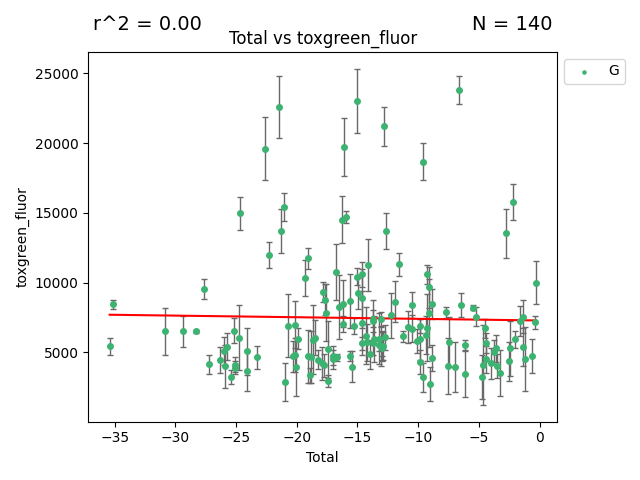 r^2 = 0.00
N = 140
Total vs toxgreen_fluor
G
25000
20000
15000
10000
5000
toxgreen_fluor
−35
−30
−25
−20
−15
−10
−5
0
Total